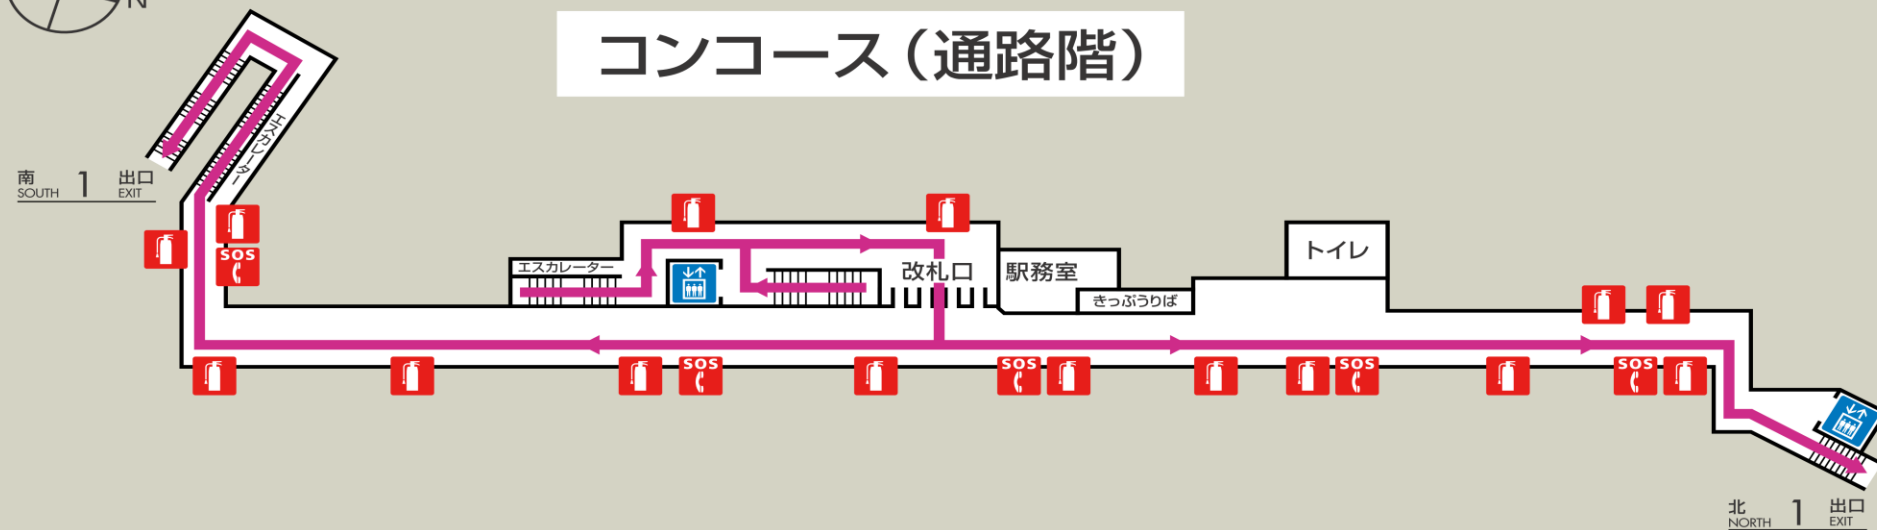 N
コンコース（通路階）
エスカレーター
南 1 出口
SOUTH EXIT
SOS
エスカレーター
改札口
駅務室
きっぷうりば
トイレ
SOS
SOS
SOS
SOS
北 1 出口
NORTH EXIT